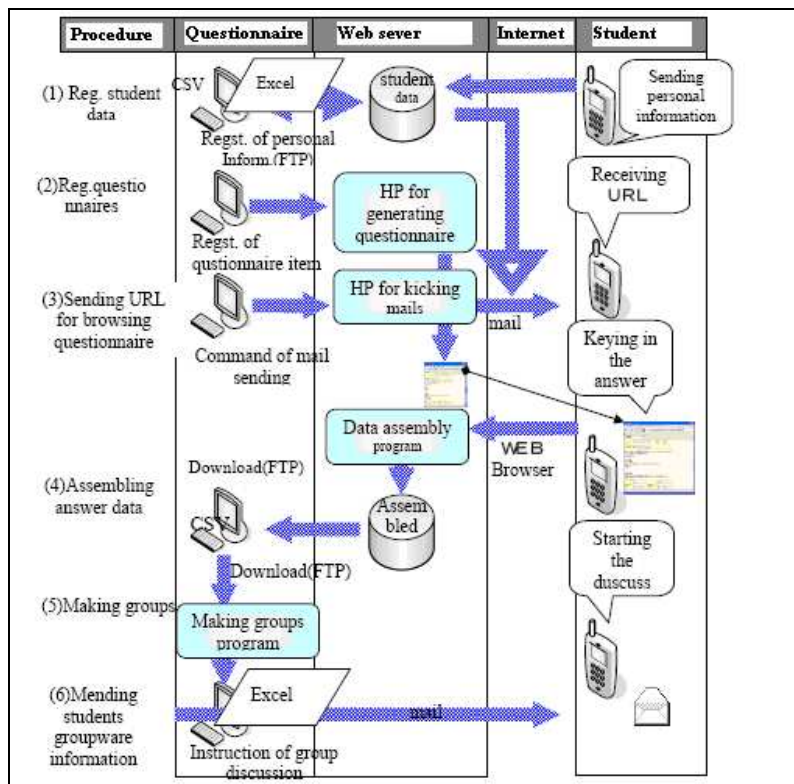 Procedure
Questionnaire
Web sever
Internet
Student
(1) Reg. student
data
CSV
Excel
student
data
Sending
personal
information
Regst. of personal
Inform.(FTP)
(2)Reg.questio
nnaires
HP for
generating
questionnaire
Receiving
URL
Regst. of
qustionnaire item
(3)Sending URL
for browsing
questionnaire
HP for kicking
mails
mail
Command of mail
sending
Keying in
the
answer
Data assembly
program
WEB
Browser
Download(FTP)
(4)Assembling
answer data
CSV
Assem
bled
Starting
the
duscuss
Download(FTP)
(5)Making groups
Making groups
program
(6)Mending
students
groupware
information
Excel
mail
Instruction of group
discussion